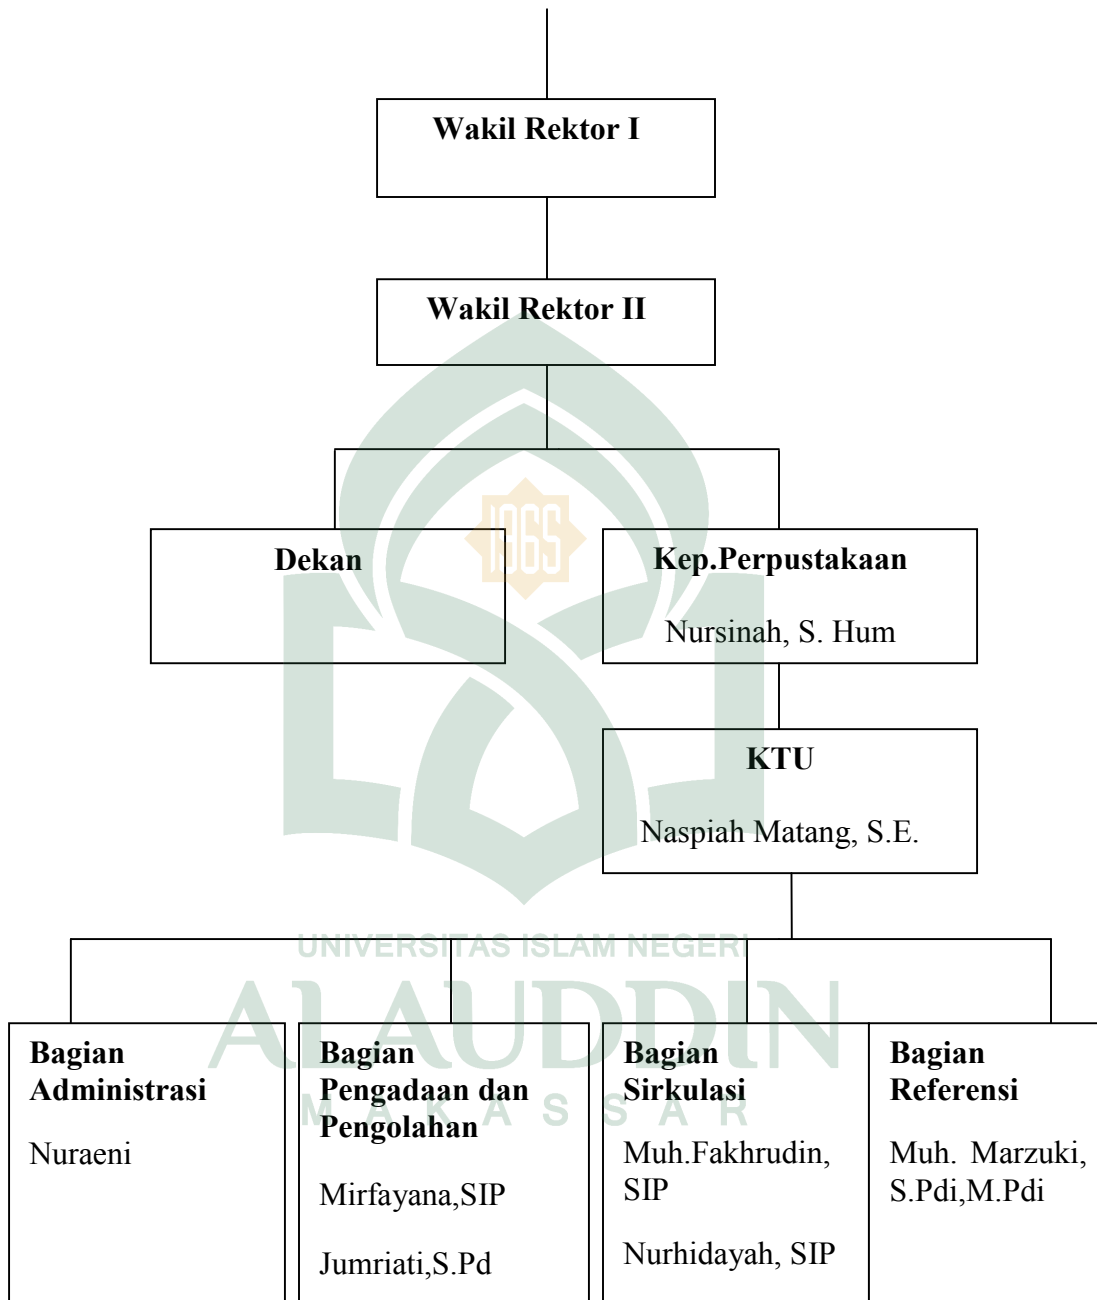 Wakil Rektor I
Wakil Rektor II
1965
Dekan
Kep.Perpustakaan
Nursinah, S. Hum
KTU
Naspiah Matang, S.E.
UNIVERSITAS ISLAM NEGERI
ALAUDDIN
MAKASSAR
Bagian
Administrasi
Nuraeni
Bagian
Pengadaan dan
Pengolahan
Mirfayana,SIP
Jumriati,S.Pd
Bagian
Sirkulasi
Muh.Fakhrudin,
SIP
Nurhidayah, SIP
Bagian
Referensi
Muh. Marzuki,
S.Pdi,M.Pdi